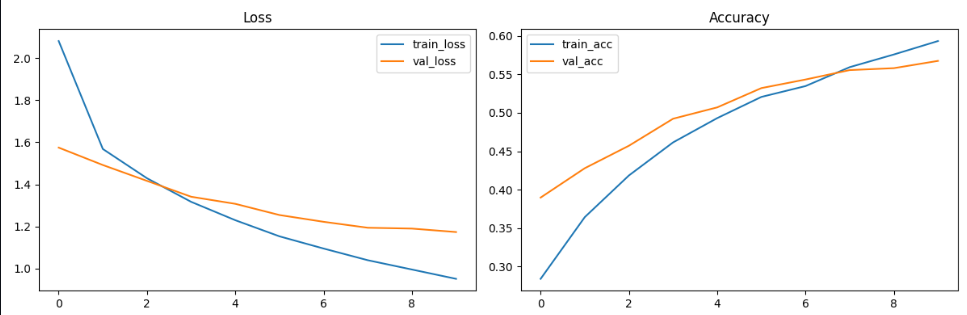 Loss
train_loss
val_loss
2.0
1.8
1.6
1.4
1.2
1.0
0 2 4 6 8
Accuracy
train_acc
val_acc
0.60
0.55
0.50
0.45
0.40
0.35
0.30
0 2 4 6 8